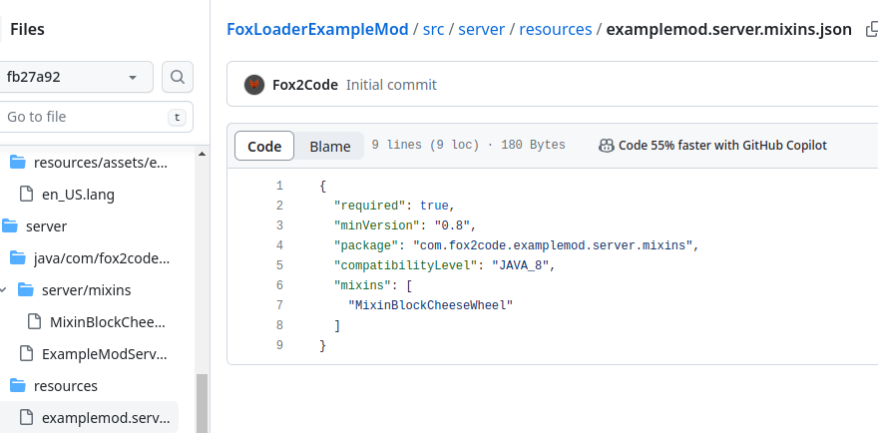 Files
fb27a92
Go to file
t
resources/assets/e...
en_US.lang
server
java/com/fox2code...
server/mixins
MixinBlockChee...
ExampleModServ...
resources
examplemod.serv...
FoxLoaderExampleMod / src / server / resources / examplemod.server.mixins.json
Fox2Code Initial commit
Code Blame 9 lines (9 loc) · 180 Bytes Code 55% faster with GitHub Copilot
1 {
2 "required": true,
3 "minVersion": "0.8",
4 "package": "com.fox2code.examplemod.server.mixins",
5 "compatibilityLevel": "JAVA_8",
6 "mixins": [
7 "MixinBlockCheeseWheel"
8 ]
9 }